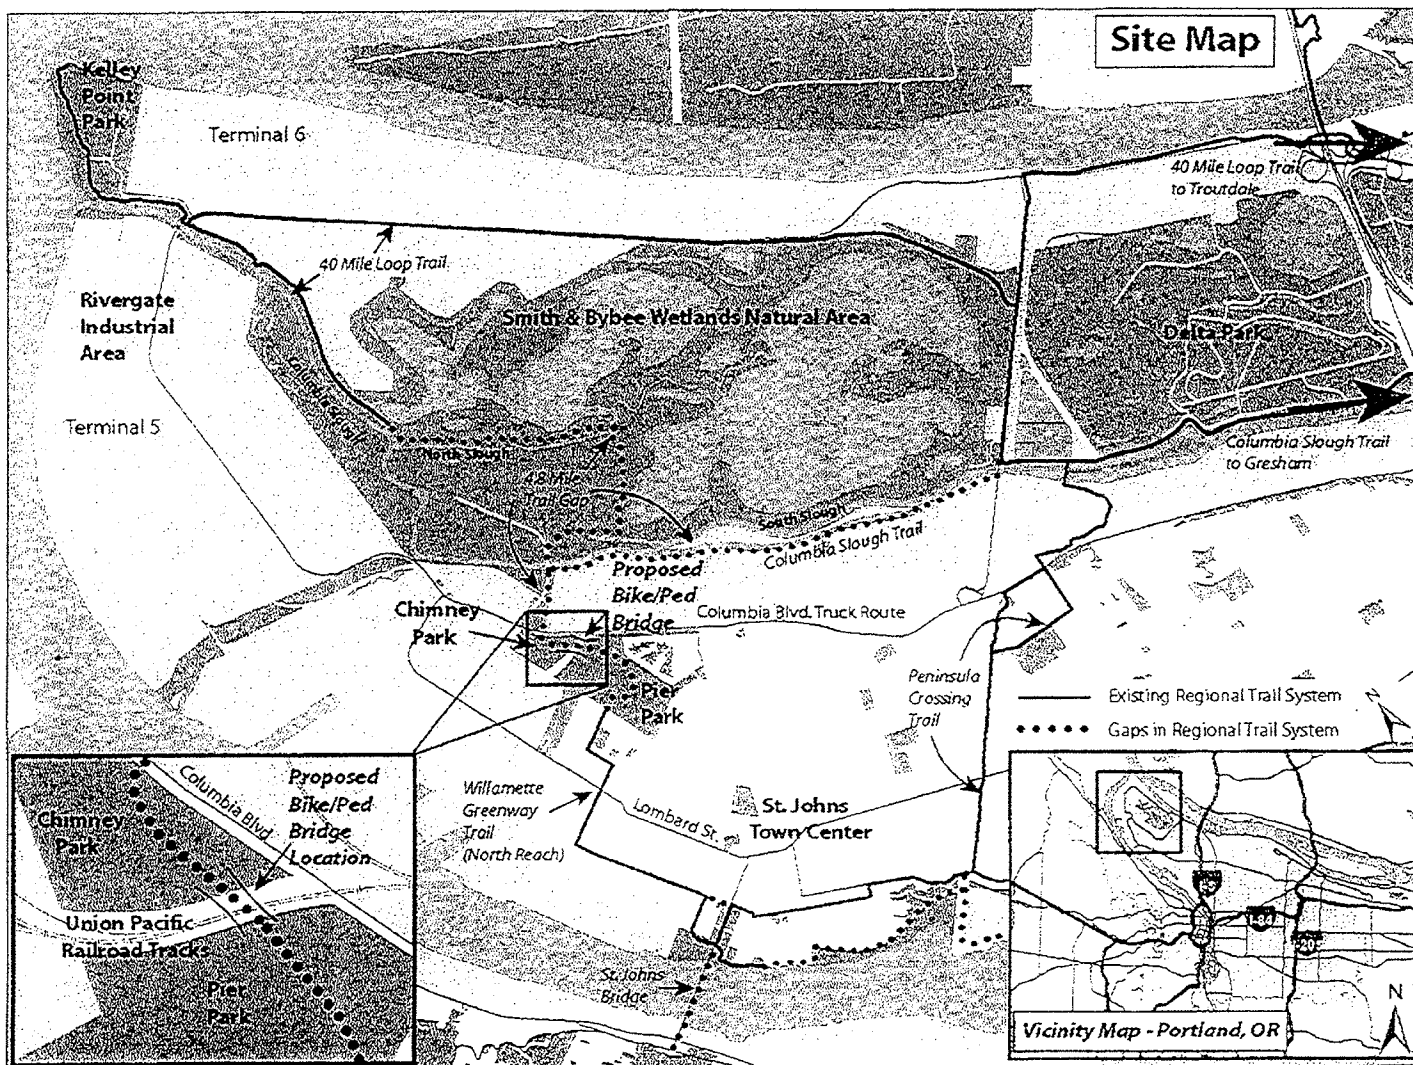 Site Map
Kelley
Point
Park
Terminal 6
40 Mile Loop Trail
to Troutdale
40 Mile Loop Trail
Rivergate
Industrial
Area
Smith & Bybee Wetlands Natural Area
Delta Park
Columbia Slough
Terminal 5
North Slough
Columbia Slough Trail
to Gresham
4.8 Mile
Trail Gap
South Slough
Columbia Slough Trail
Proposed
Bike/Ped
Bridge
Chimney
Park
Columbia Blvd. Truck Route
Pier
Park
Peninsula
Crossing
Trail
Existing Regional Trail System
Gaps in Regional Trail System
N
Willamette
Greenway
Trail
(North Reach)
Lombard St.
St. Johns
Town Center
St. Johns
Bridge
Columbia Blvd
Proposed
Bike/Ped
Bridge
Location
Chimney
Park
Union Pacific
Railroad Tracks
Pier
Park
I-84
N
Vicinity Map - Portland, OR